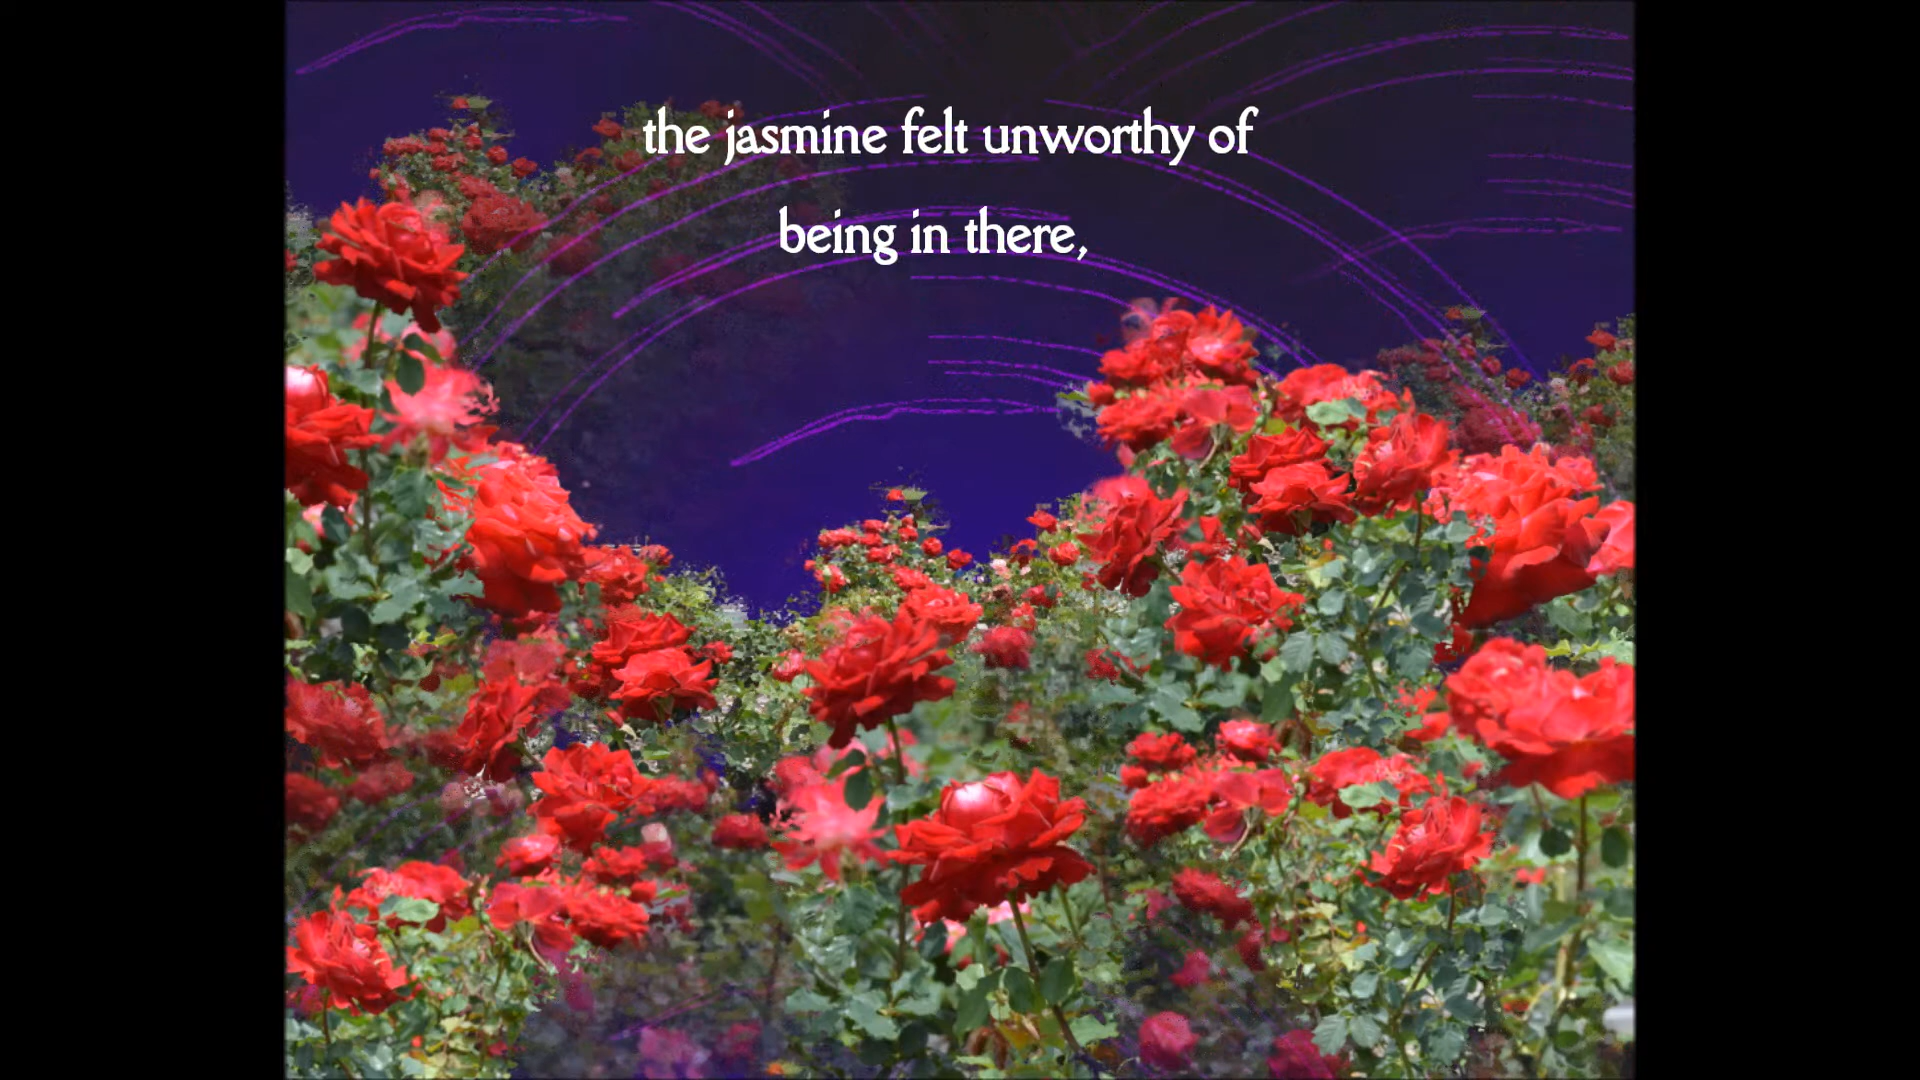 the jasmine felt unworthy of
being in there,